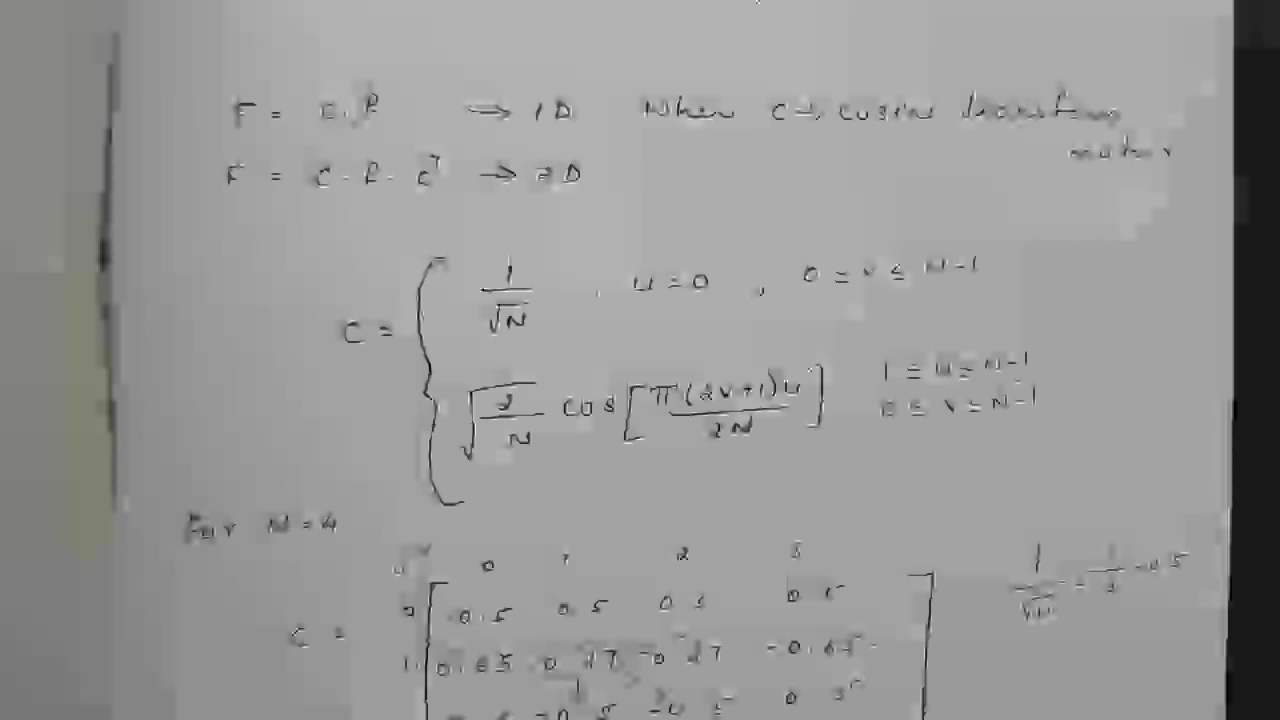 F = C.f → 1D When C → cosine transform
matrix
F = C . f . C^T → 2D
C = { 1/√N , u = 0 , 0 ≤ v ≤ N-1
√(2/N) cos [ π(2v+1)u / 2N ] 1 ≤ u ≤ N-1
0 ≤ v ≤ N-1
For N = 4
u v 0 1 2 3
C = 0 [ 0.5 0.5 0.5 0.5 ] 1/√N = 1/2 = 0.5
1 0.65 0.27 -0.27 -0.65